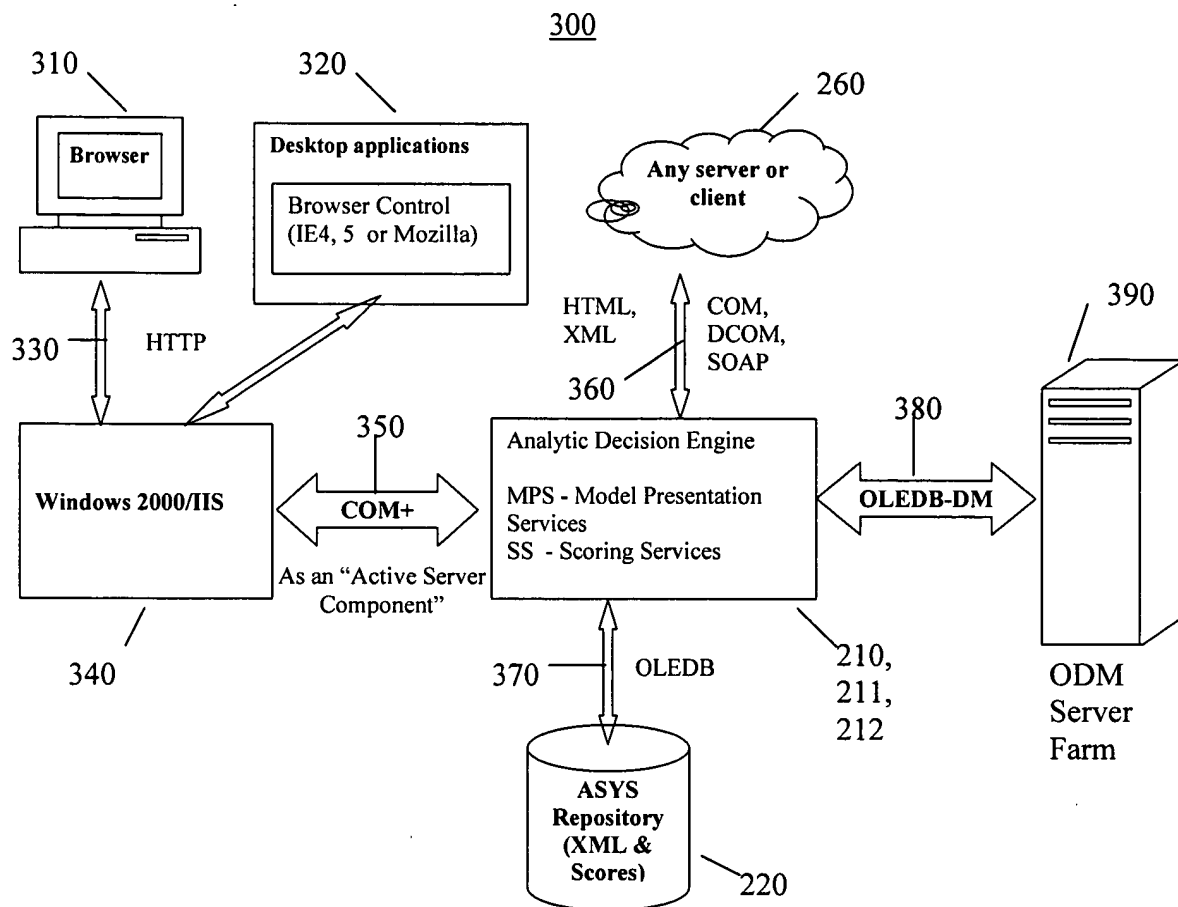 300
310
320
260
Browser
Desktop applications
Browser Control
(IE4, 5 or Mozilla)
Any server or
client
390
330
HTTP
HTML,
XML
COM,
DCOM,
SOAP
360
350
380
Windows 2000/IIS
COM+
As an “Active Server
Component”
Analytic Decision Engine
MPS - Model Presentation
Services
SS - Scoring Services
OLEDB-DM
340
370
OLEDB
210,
211,
212
ODM
Server
Farm
ASYS
Repository
(XML &
Scores)
220